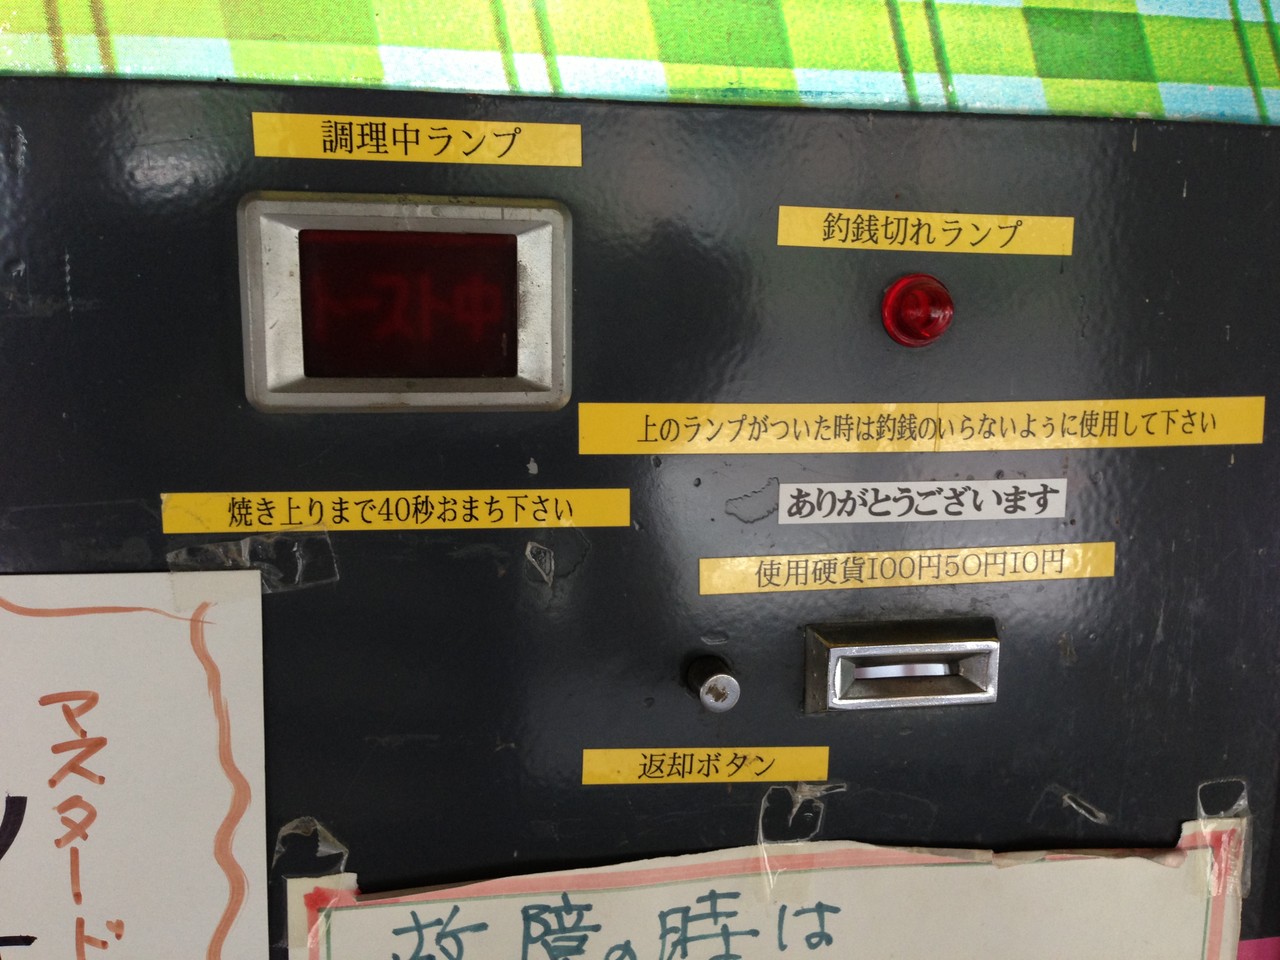 調理中ランプ
トースト中
釣銭切れランプ
上のランプがついた時は釣銭のいらないように使用して下さい
焼き上りまで40秒おまち下さい
ありがとうございます
使用硬貨100円50円10円
返却ボタン
マスタード
故障の時は